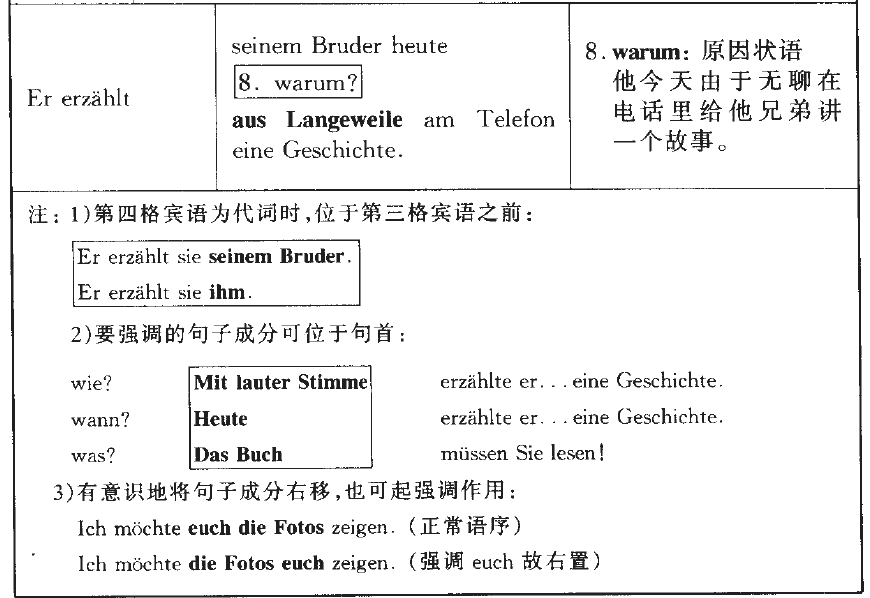 Er erzählt
seinem Bruder heute
8. warum?
aus Langeweile am Telefon
eine Geschichte.
8. warum: 原因状语
他今天由于无聊在
电话里给他兄弟讲
一个故事。
注：1)第四格宾语为代词时,位于第三格宾语之前：
Er erzählt sie seinem Bruder.
Er erzählt sie ihm.
2)要强调的句子成分可位于句首：
wie? Mit lauter Stimme erzählte er...eine Geschichte.
wann? Heute erzählte er...eine Geschichte.
was? Das Buch müssen Sie lesen!
3)有意识地将句子成分右移,也可起强调作用：
Ich möchte euch die Fotos zeigen.（正常语序）
Ich möchte die Fotos euch zeigen.（强调 euch 故右置）